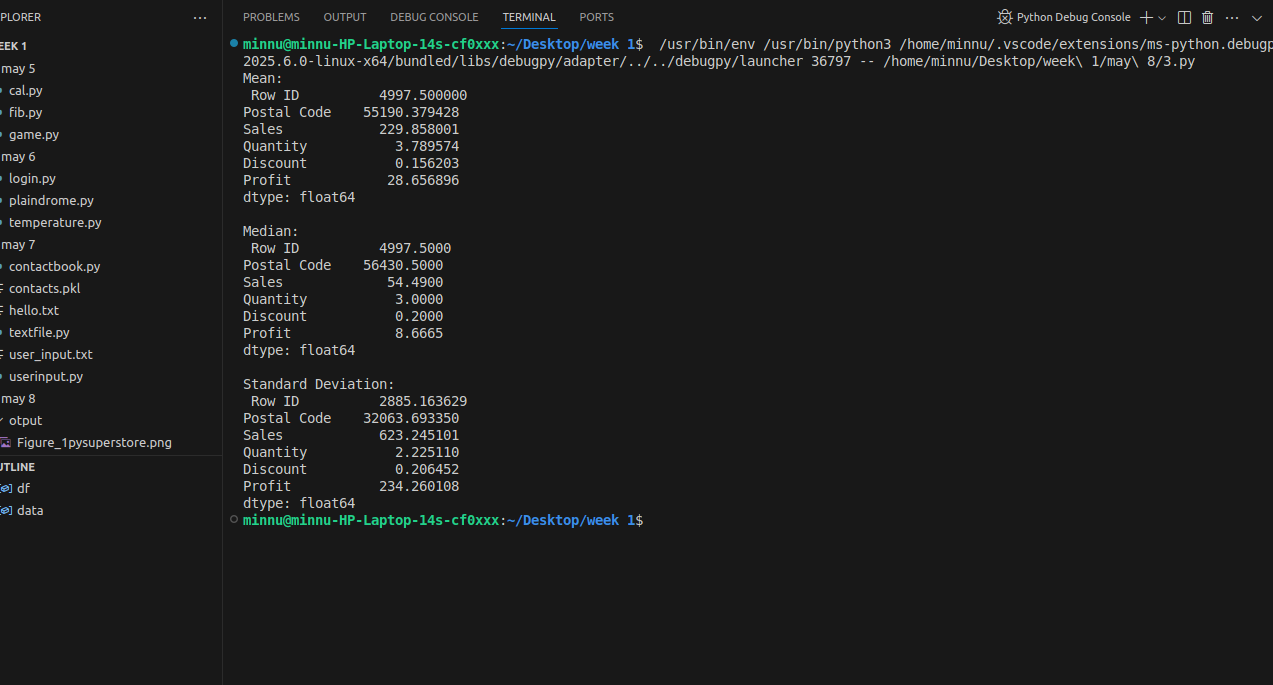 PLORER ···
EEK 1
may 5
cal.py
fib.py
game.py
may 6
login.py
plaindrome.py
temperature.py
may 7
contactbook.py
contacts.pkl
hello.txt
textfile.py
user_input.txt
userinput.py
may 8
otput
Figure_1pysuperstore.png
UTLINE
df
data
PROBLEMS OUTPUT DEBUG CONSOLE TERMINAL PORTS Python Debug Console
minnu@minnu-HP-Laptop-14s-cf0xxx:~/Desktop/week 1$  /usr/bin/env /usr/bin/python3 /home/minnu/.vscode/extensions/ms-python.debugp
2025.6.0-linux-x64/bundled/libs/debugpy/adapter/../../debugpy/launcher 36797 -- /home/minnu/Desktop/week\ 1/may\ 8/3.py
Mean:
 Row ID          4997.500000
Postal Code    55190.379428
Sales            229.858001
Quantity           3.789574
Discount           0.156203
Profit            28.656896
dtype: float64
Median:
 Row ID          4997.5000
Postal Code    56430.5000
Sales             54.4900
Quantity           3.0000
Discount           0.2000
Profit             8.6665
dtype: float64
Standard Deviation:
 Row ID          2885.163629
Postal Code    32063.693350
Sales            623.245101
Quantity           2.225110
Discount           0.206452
Profit           234.260108
dtype: float64
minnu@minnu-HP-Laptop-14s-cf0xxx:~/Desktop/week 1$